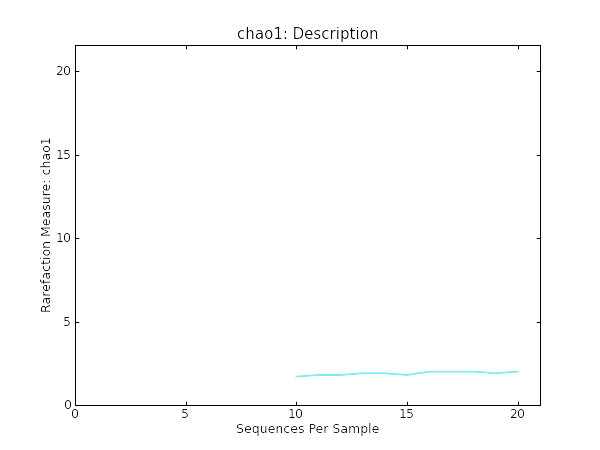 chao1: Description
Rarefaction Measure: chao1
20
15
10
5
0
0 5 10 15 20
Sequences Per Sample